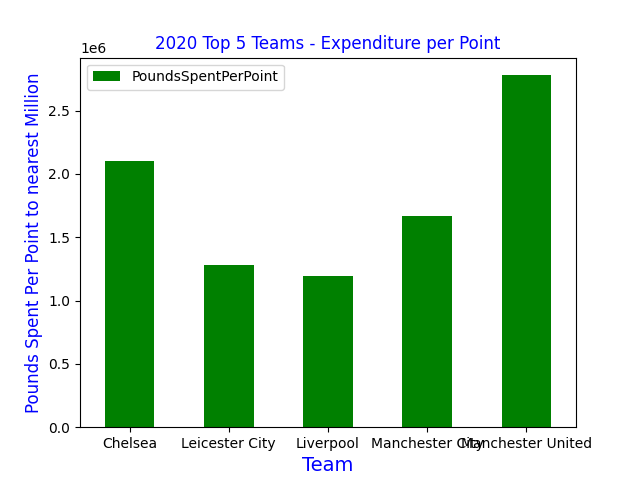 2020 Top 5 Teams - Expenditure per Point
1e6
PoundsSpentPerPoint
Pounds Spent Per Point to nearest Million
2.5
2.0
1.5
1.0
0.5
0.0
Chelsea Leicester City Liverpool Manchester City Manchester United
Team